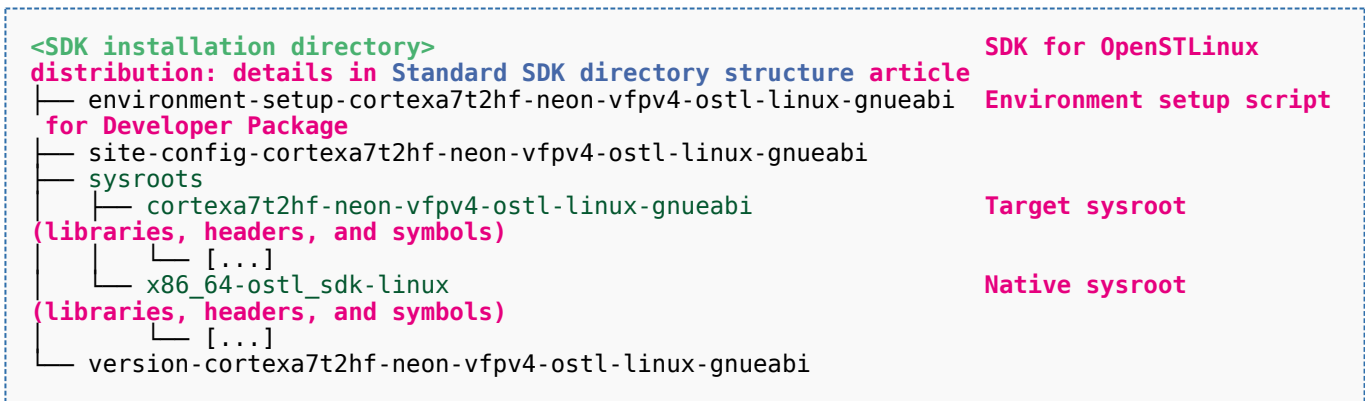 <SDK installation directory>                                  SDK for OpenSTLinux
distribution: details in Standard SDK directory structure article
├── environment-setup-cortexa7t2hf-neon-vfpv4-ostl-linux-gnueabi  Environment setup script
 for Developer Package
├── site-config-cortexa7t2hf-neon-vfpv4-ostl-linux-gnueabi
├── sysroots
│   ├── cortexa7t2hf-neon-vfpv4-ostl-linux-gnueabi                Target sysroot
(libraries, headers, and symbols)
│   │   └── [...]
│   └── x86_64-ostl_sdk-linux                                     Native sysroot
(libraries, headers, and symbols)
│       └── [...]
└── version-cortexa7t2hf-neon-vfpv4-ostl-linux-gnueabi